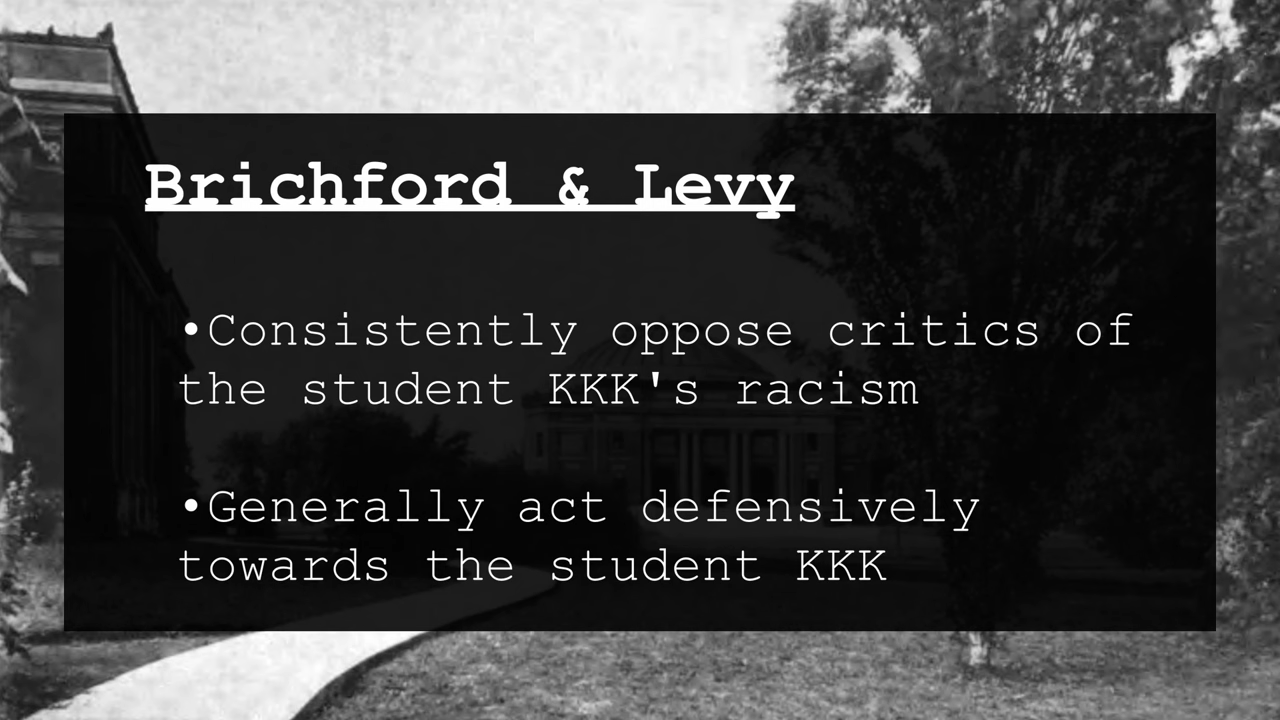 Brichford & Levy
•Consistently oppose critics of
the student KKK's racism
•Generally act defensively
towards the student KKK